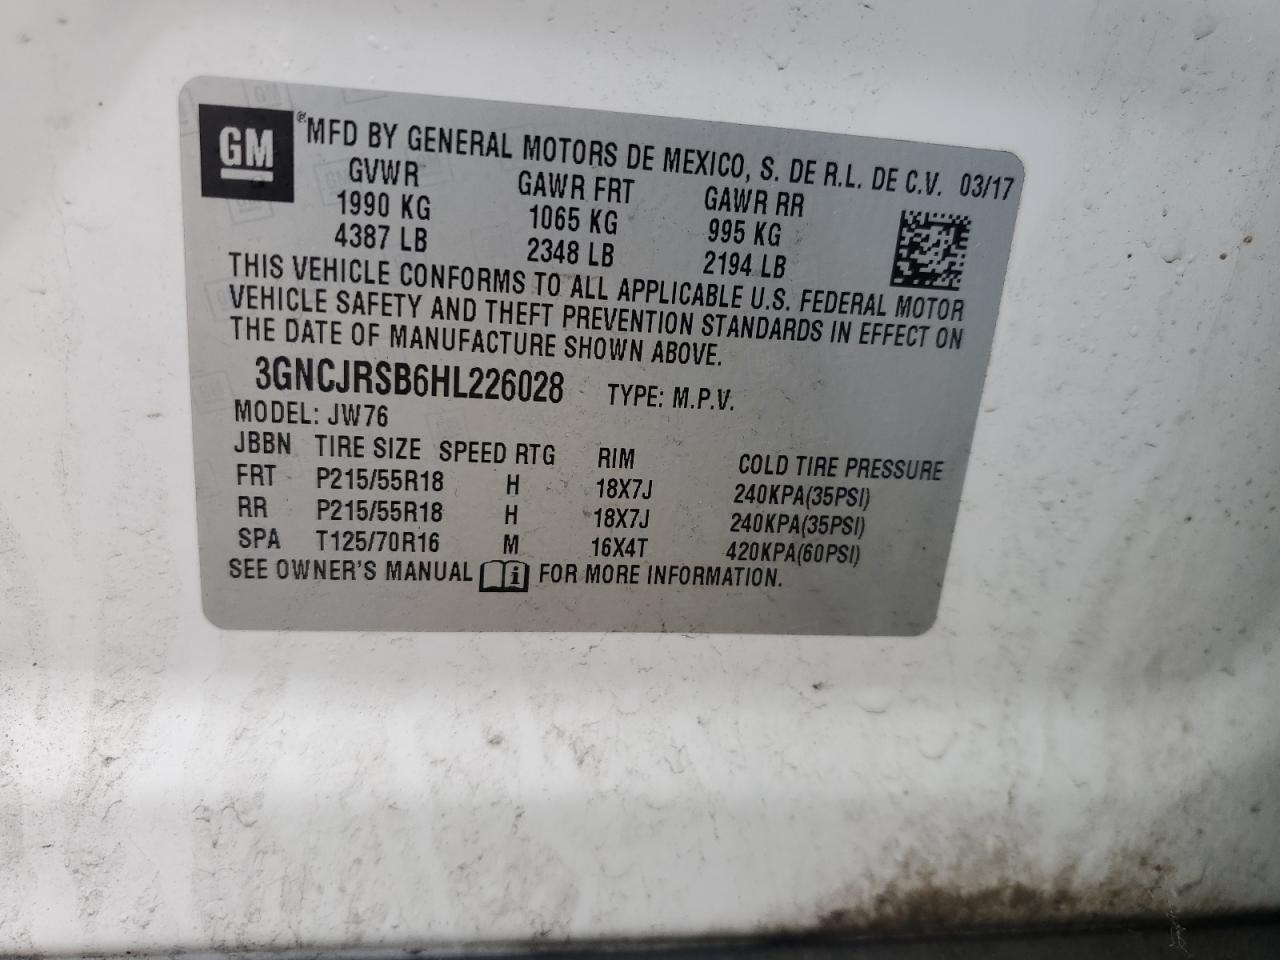 GM ® MFD BY GENERAL MOTORS DE MEXICO, S. DE R.L. DE C.V. 03/17
GVWR GAWR FRT GAWR RR
1990 KG 1065 KG 995 KG
4387 LB 2348 LB 2194 LB
THIS VEHICLE CONFORMS TO ALL APPLICABLE U.S. FEDERAL MOTOR
VEHICLE SAFETY AND THEFT PREVENTION STANDARDS IN EFFECT ON
THE DATE OF MANUFACTURE SHOWN ABOVE.
3GNCJRSB6HL226028 TYPE: M.P.V.
MODEL: JW76
JBBN TIRE SIZE SPEED RTG RIM COLD TIRE PRESSURE
FRT P215/55R18 H 18X7J 240KPA(35PSI)
RR P215/55R18 H 18X7J 240KPA(35PSI)
SPA T125/70R16 M 16X4T 420KPA(60PSI)
SEE OWNER'S MANUAL FOR MORE INFORMATION.